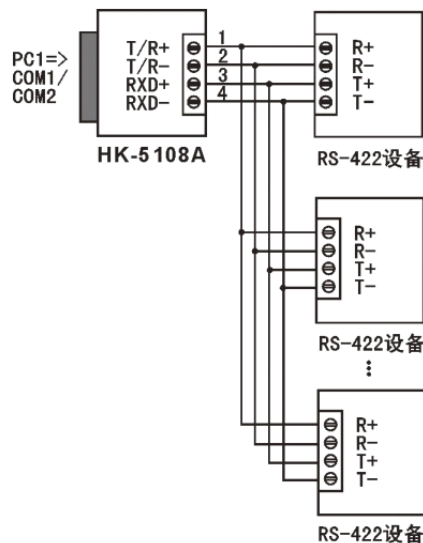 PC1=>
COM1/
COM2
T/R+
T/R-
RXD+
RXD-
1
2
3
4
HK-5108A
R+
R-
T+
T-
RS-422设备
R+
R-
T+
T-
RS-422设备
R+
R-
T+
T-
RS-422设备